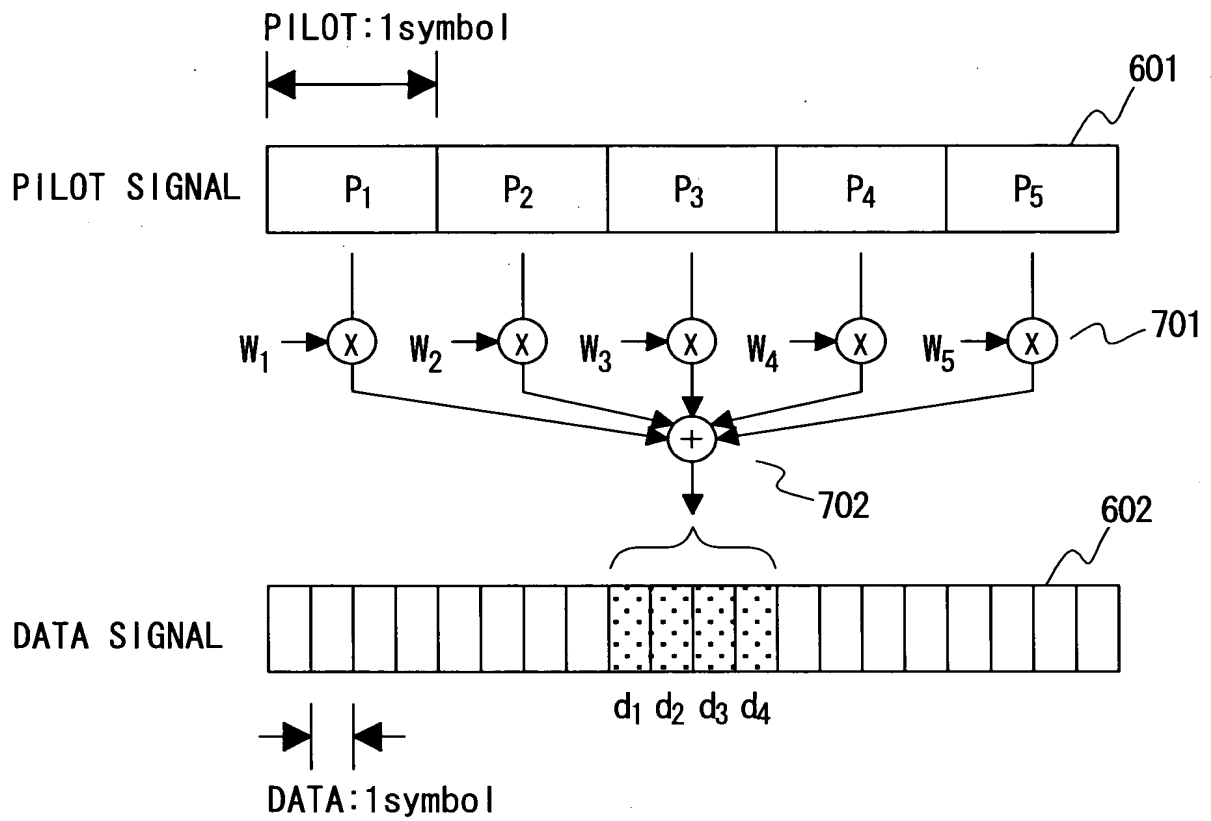 PILOT:1symbol
601
PILOT SIGNAL P1 P2 P3 P4 P5
W1 X W2 X W3 X W4 X W5 X 701
+
702
602
DATA SIGNAL
d1 d2 d3 d4
DATA:1symbol